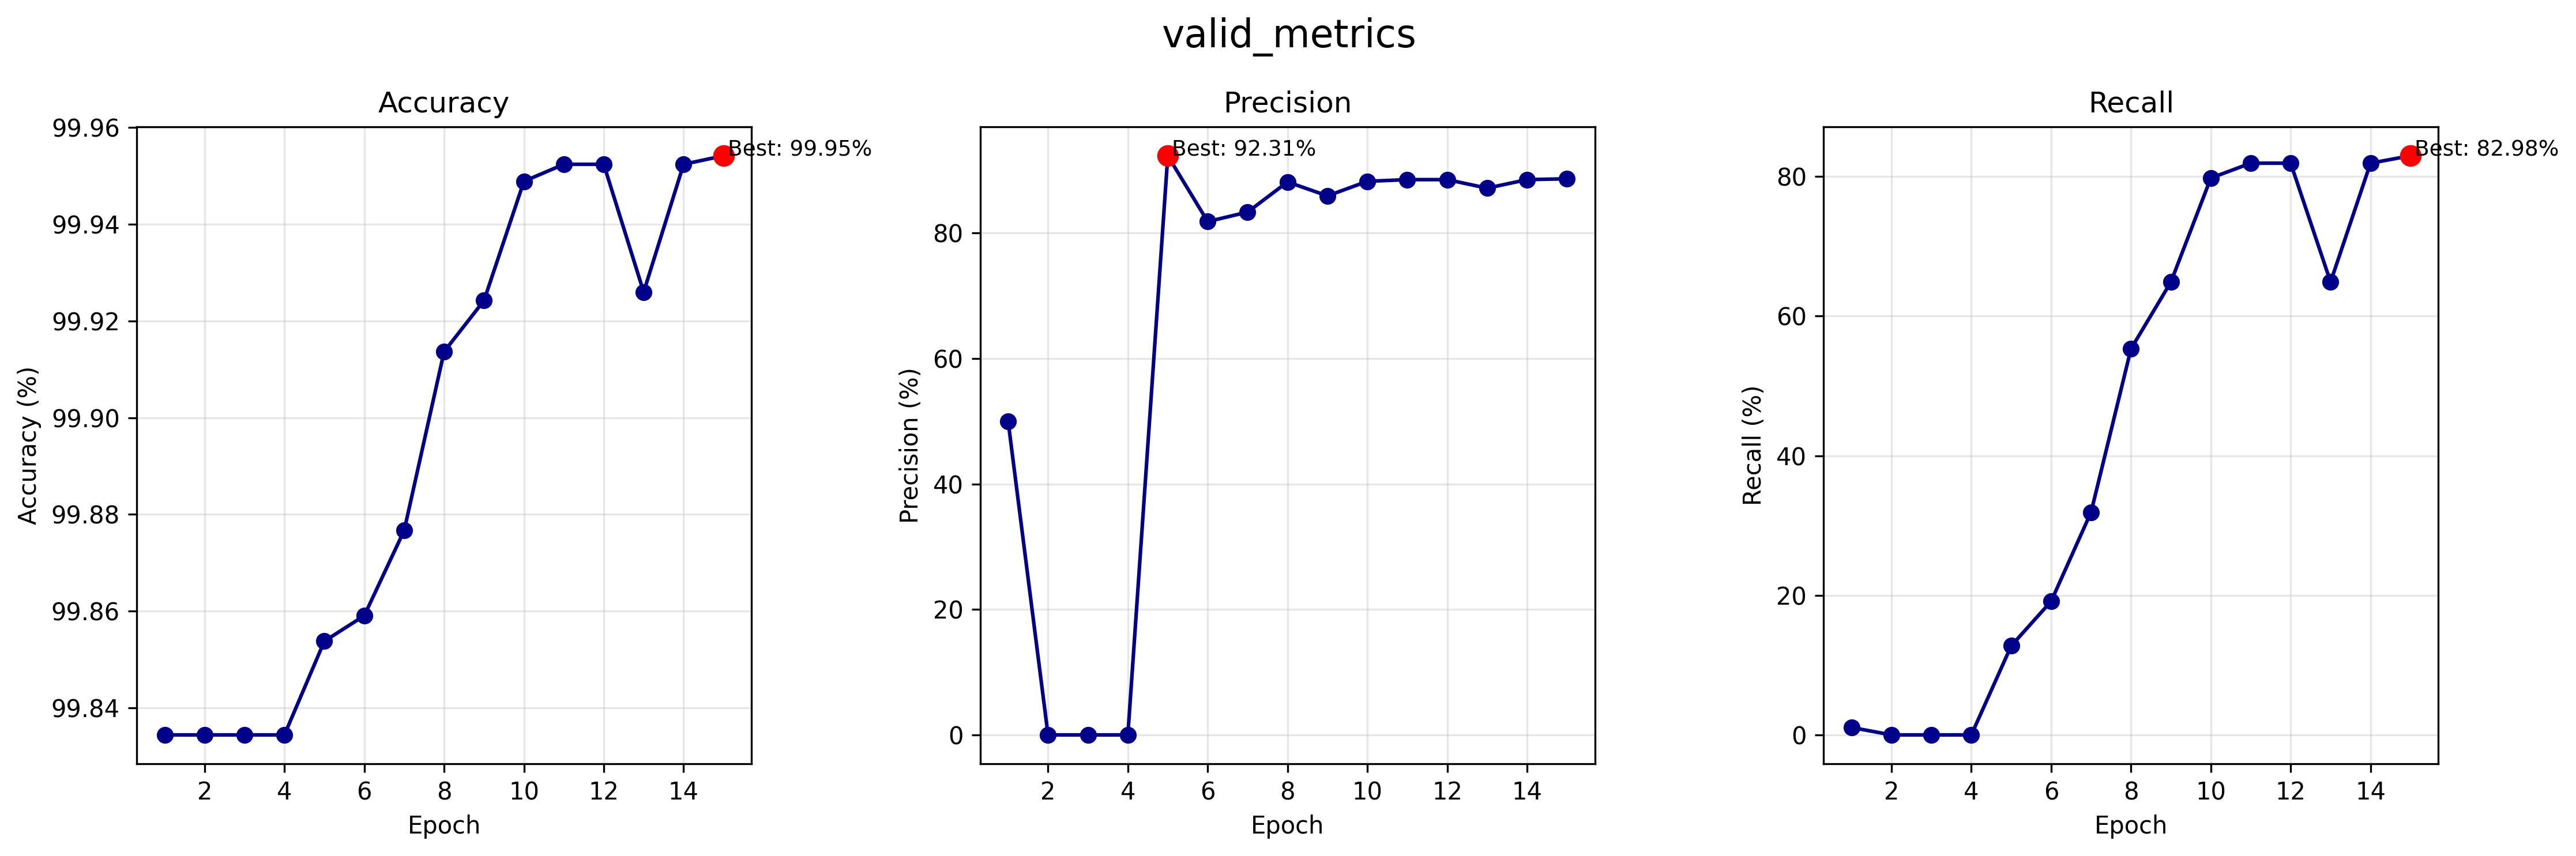 valid_metrics
Accuracy
Accuracy (%)
99.96
99.94
99.92
99.90
99.88
99.86
99.84
Best: 99.95%
2 4 6 8 10 12 14
Epoch
Precision
Precision (%)
80
60
40
20
0
Best: 92.31%
2 4 6 8 10 12 14
Epoch
Recall
Recall (%)
80
60
40
20
0
Best: 82.98%
2 4 6 8 10 12 14
Epoch